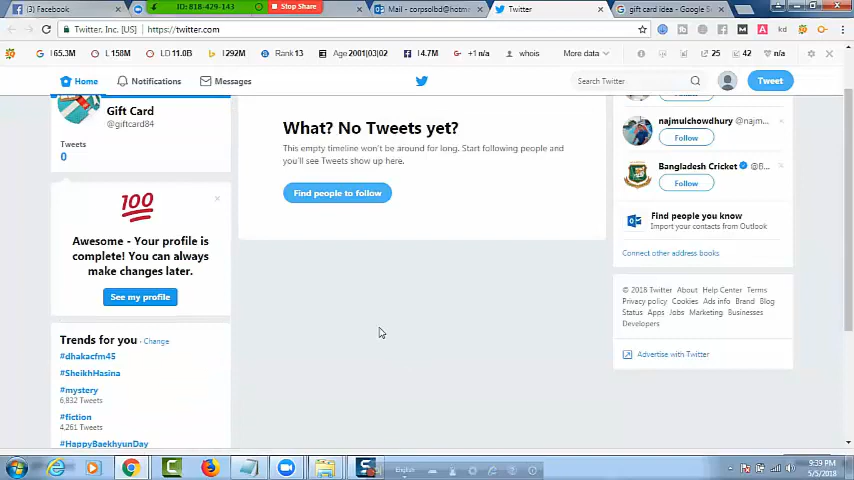 (3) Facebook
ID: 818-429-143
Stop Share
Mail - corpsolbd@hotm
Twitter
gift card idea - Google S
Twitter, Inc. [US]
https://twitter.com
I 65.3M
L 158M
LD 11.0B
I 292M
Rank 13
Age 2001|03|02
I 4.7M
+1 n/a
whois
More data
25
42
n/a
Home
Notifications
Messages
Search Twitter
Tweet
Gift Card
@giftcard84
Tweets
0
100
Awesome - Your profile is
complete! You can always
make changes later.
See my profile
Trends for you · Change
#dhakacfm45
#SheikhHasina
#mystery
6,832 Tweets
#fiction
4,261 Tweets
#HappyBaekhyunDay
What? No Tweets yet?
This empty timeline won't be around for long. Start following people and
you'll see Tweets show up here.
Find people to follow
najmulchowdhury @najm...
Follow
Bangladesh Cricket @B...
Follow
Find people you know
Import your contacts from Outlook
Connect other address books
© 2018 Twitter About Help Center Terms
Privacy policy Cookies Ads info Brand Blog
Status Apps Jobs Marketing Businesses
Developers
Advertise with Twitter
English
9:39 PM
5/5/2018